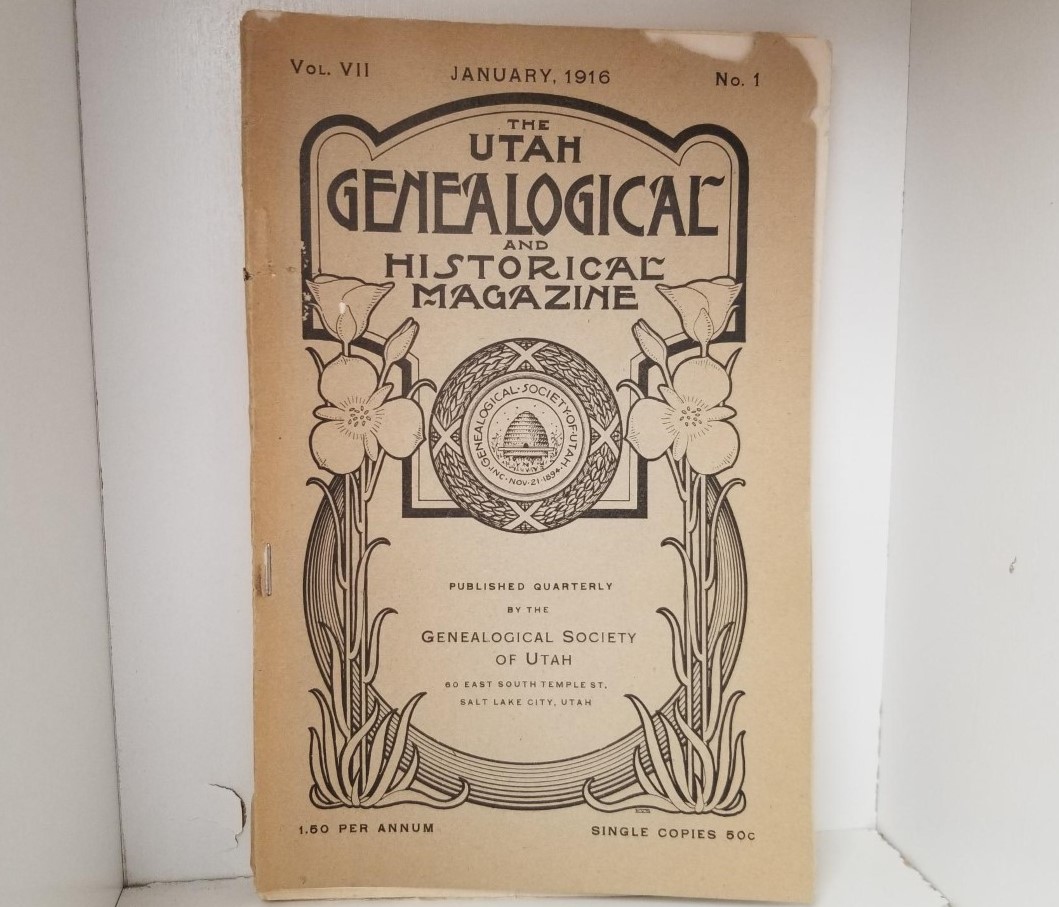 VOL. VII JANUARY, 1916 NO. 1
THE
UTAH
GENEALOGICAL
AND
HISTORICAL
MAGAZINE
GENEALOGICAL · SOCIETY · OF · UTAH ·
INC · NOV · 21 · 1894 ·
PUBLISHED QUARTERLY
BY THE
GENEALOGICAL SOCIETY
OF UTAH
60 EAST SOUTH TEMPLE ST,
SALT LAKE CITY, UTAH
1.50 PER ANNUM SINGLE COPIES 50C